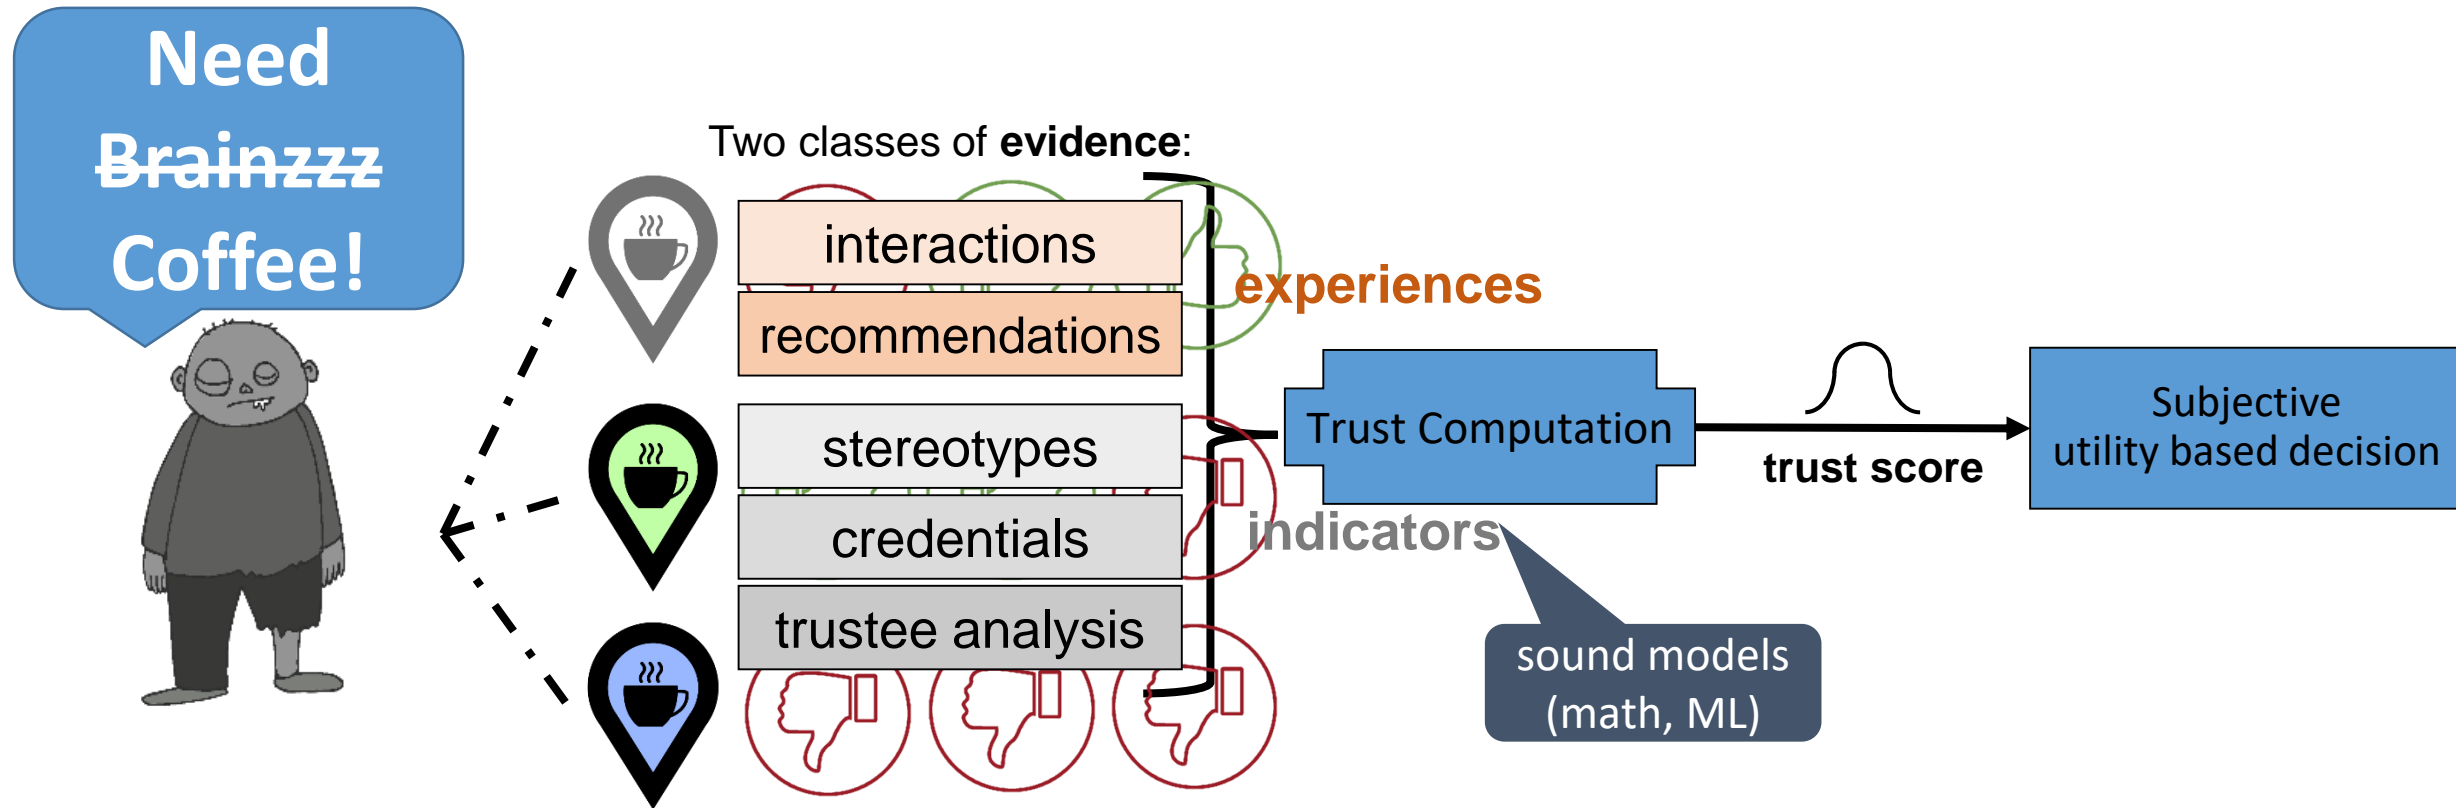 Need
Brainzzz
Coffee!
Two classes of evidence:
interactions
recommendations
experiences
stereotypes
credentials
trustee analysis
indicators
Trust Computation
sound models
(math, ML)
trust score
Subjective
utility based decision